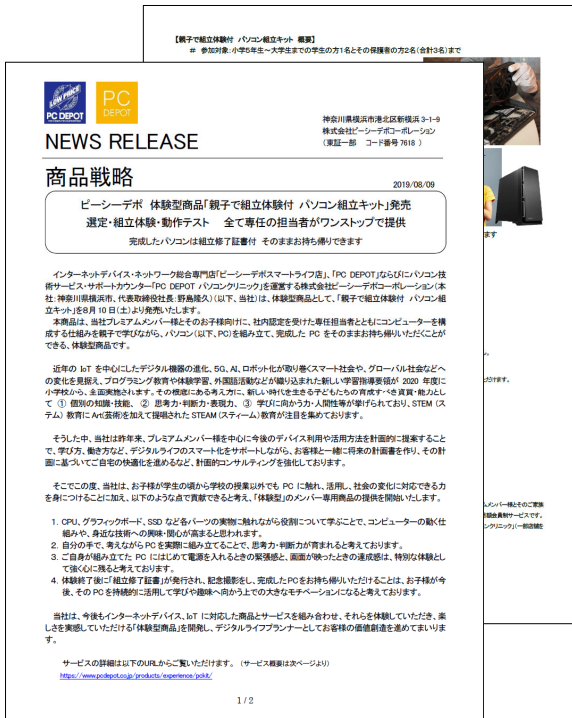 【親子で組立体験付 パソコン組立キット 概要】
# 参加対象:小学5年生～大学生までの学生の方1名とその保護者の方2名(合計3名)まで
LOW PRICE
PC DEPOT
PC
DEPOT
NEWS RELEASE
神奈川県横浜市港北区新横浜 3-1-9
株式会社ピーシーデポコーポレーション
(東証一部 コード番号 7618 )
商品戦略
2019/08/09
ピーシーデポ 体験型商品「親子で組立体験付 パソコン組立キット」発売
選定・組立体験・動作テスト 全て専任の担当者がワンストップで提供
完成したパソコンは組立修了証書付 そのままお持ち帰りできます
インターネットデバイス・ネットワーク総合専門店「ピーシーデポスマートライフ店」、「PC DEPOT」ならびにパソコン技
術サービス・サポートカウンター「PC DEPOT パソコンクリニック」を運営する株式会社ピーシーデポコーポレーション(本
社:神奈川県横浜市、代表取締役社長:野島隆久)(以下、当社)は、体験型商品として、「親子で組立体験付 パソコン組
立キット」を8月 10 日(土)より発売いたします。
本商品は、当社プレミアムメンバー様とそのお子様向けに、社内認定を受けた専任担当者とともにコンピューターを構
成する仕組みを親子で学びながら、パソコン(以下、PC)を組み立て、完成した PC をそのままお持ち帰りいただくことが
できる、体験型商品です。
近年の IoT を中心にしたデジタル機器の進化、5G、AI、ロボット化が取り巻くスマート社会や、グローバル社会などへ
の変化を見据え、プログラミング教育や体験学習、外国語活動などが織り込まれた新しい学習指導要領が 2020 年度に
小学校から、全面実施されます。その根底にある考え方に、新しい時代を生きる子どもたちの育成すべき資質・能力とし
て ① 個別の知識・技能、 ② 思考力・判断力・表現力、 ③ 学びに向かう力・人間性等が挙げられており、STEM(ス
テム) 教育に Art(芸術)を加えて提唱された STEAM(スティーム)教育が注目を集めております。
そうした中、当社は昨年来、プレミアムメンバー様を中心に今後のデバイス利用や活用方法を計画的に提案すること
で、学び方、働き方など、デジタルライフのスマート化をサポートしながら、お客様と一緒に将来の計画書を作り、その計
画に基づいてご自宅の快適化を進めるなど、計画的コンサルティングを強化しております。
そこでこの度、当社は、お子様が学生の頃から学校の授業以外でも PC に触れ、活用し、社会の変化に対応できる力
を身につけることに加え、以下のような点で貢献できると考え、「体験型」のメンバー専用商品の提供を開始いたします。
1. CPU、グラフィックボード、SSD など各パーツの実物に触れながら役割について学ぶことで、コンピューターの動く仕
組みや、身近な技術への興味・関心が高まると思われます。
2. 自分の手で、考えながら PC を実際に組み立てることで、思考力・判断力が育まれると考えております。
3. ご自身が組み立てた PC にはじめて電源を入れるときの緊張感と、画面が映ったときの達成感は、特別な体験とし
て強く心に残ると考えております。
4. 体験終了後に「組立修了証書」が発行され、記念撮影をし、完成したPCをお持ち帰りいただけることは、お子様が今
後、その PC を持続的に活用して学びや趣味へ向かう上での大きなモチベーションになると考えております。
当社は、今後もインターネットデバイス、IoT に対応した商品とサービスを組み合わせ、それらを体験していただき、楽
しさを実感していただける「体験型商品」を開発し、デジタルライフプランナーとしてお客様の価値創造を進めてまいりま
す。
サービスの詳細は以下のURLからご覧いただけます。 (サービス概要は次ページより)
https://www.pcdepot.co.jp/products/experience/pckit/
1 / 2
ます
ただけます。
ムメンバー様とそのご家族
月額会員制サービスです。
ンクリニック」(一部店舗を